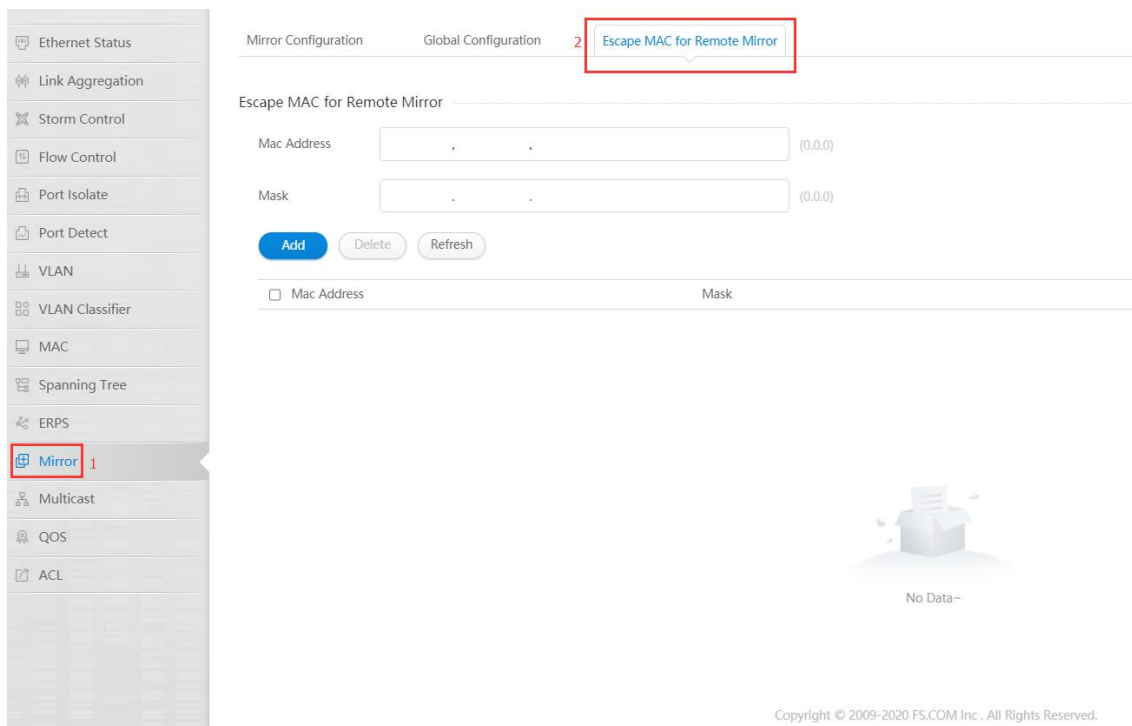 Ethernet Status
Link Aggregation
Storm Control
Flow Control
Port Isolate
Port Detect
VLAN
VLAN Classifier
MAC
Spanning Tree
ERPS
Mirror 1
Multicast
QOS
ACL
Mirror Configuration Global Configuration 2 Escape MAC for Remote Mirror
Escape MAC for Remote Mirror
Mac Address . . (0.0.0)
Mask . . (0.0.0)
Add Delete Refresh
Mac Address Mask
No Data~
Copyright © 2009-2020 FS.COM Inc . All Rights Reserved.